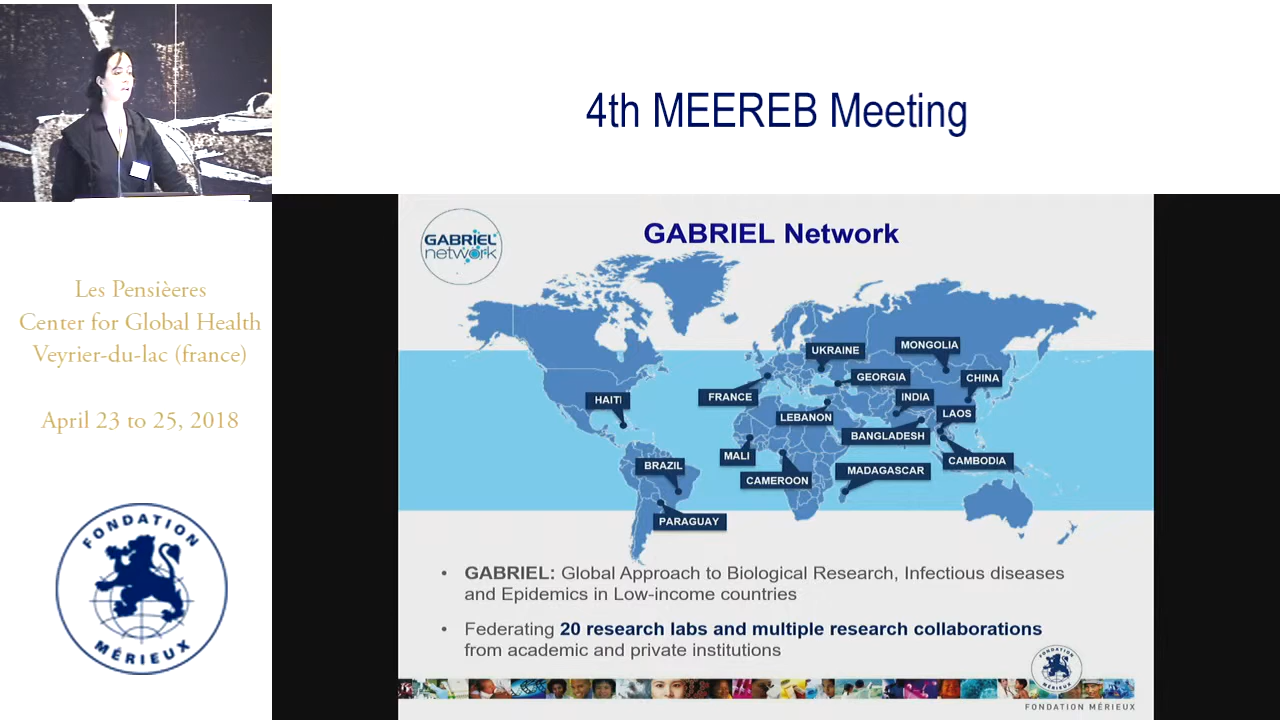 4th MEEREB Meeting
Les Pensièeres
Center for Global Health
Veyrier-du-lac (france)
April 23 to 25, 2018
FONDATION
MÉRIEUX
GABRIEL
network
GABRIEL Network
UKRAINE
MONGOLIA
GEORGIA
CHINA
FRANCE
INDIA
HAITI
LEBANON
LAOS
BANGLADESH
MALI
CAMBODIA
BRAZIL
CAMEROON
MADAGASCAR
PARAGUAY
• GABRIEL: Global Approach to Biological Research, Infectious diseases
and Epidemics in Low-income countries
• Federating 20 research labs and multiple research collaborations
from academic and private institutions
FONDATION
MÉRIEUX
FONDATION MÉRIEUX